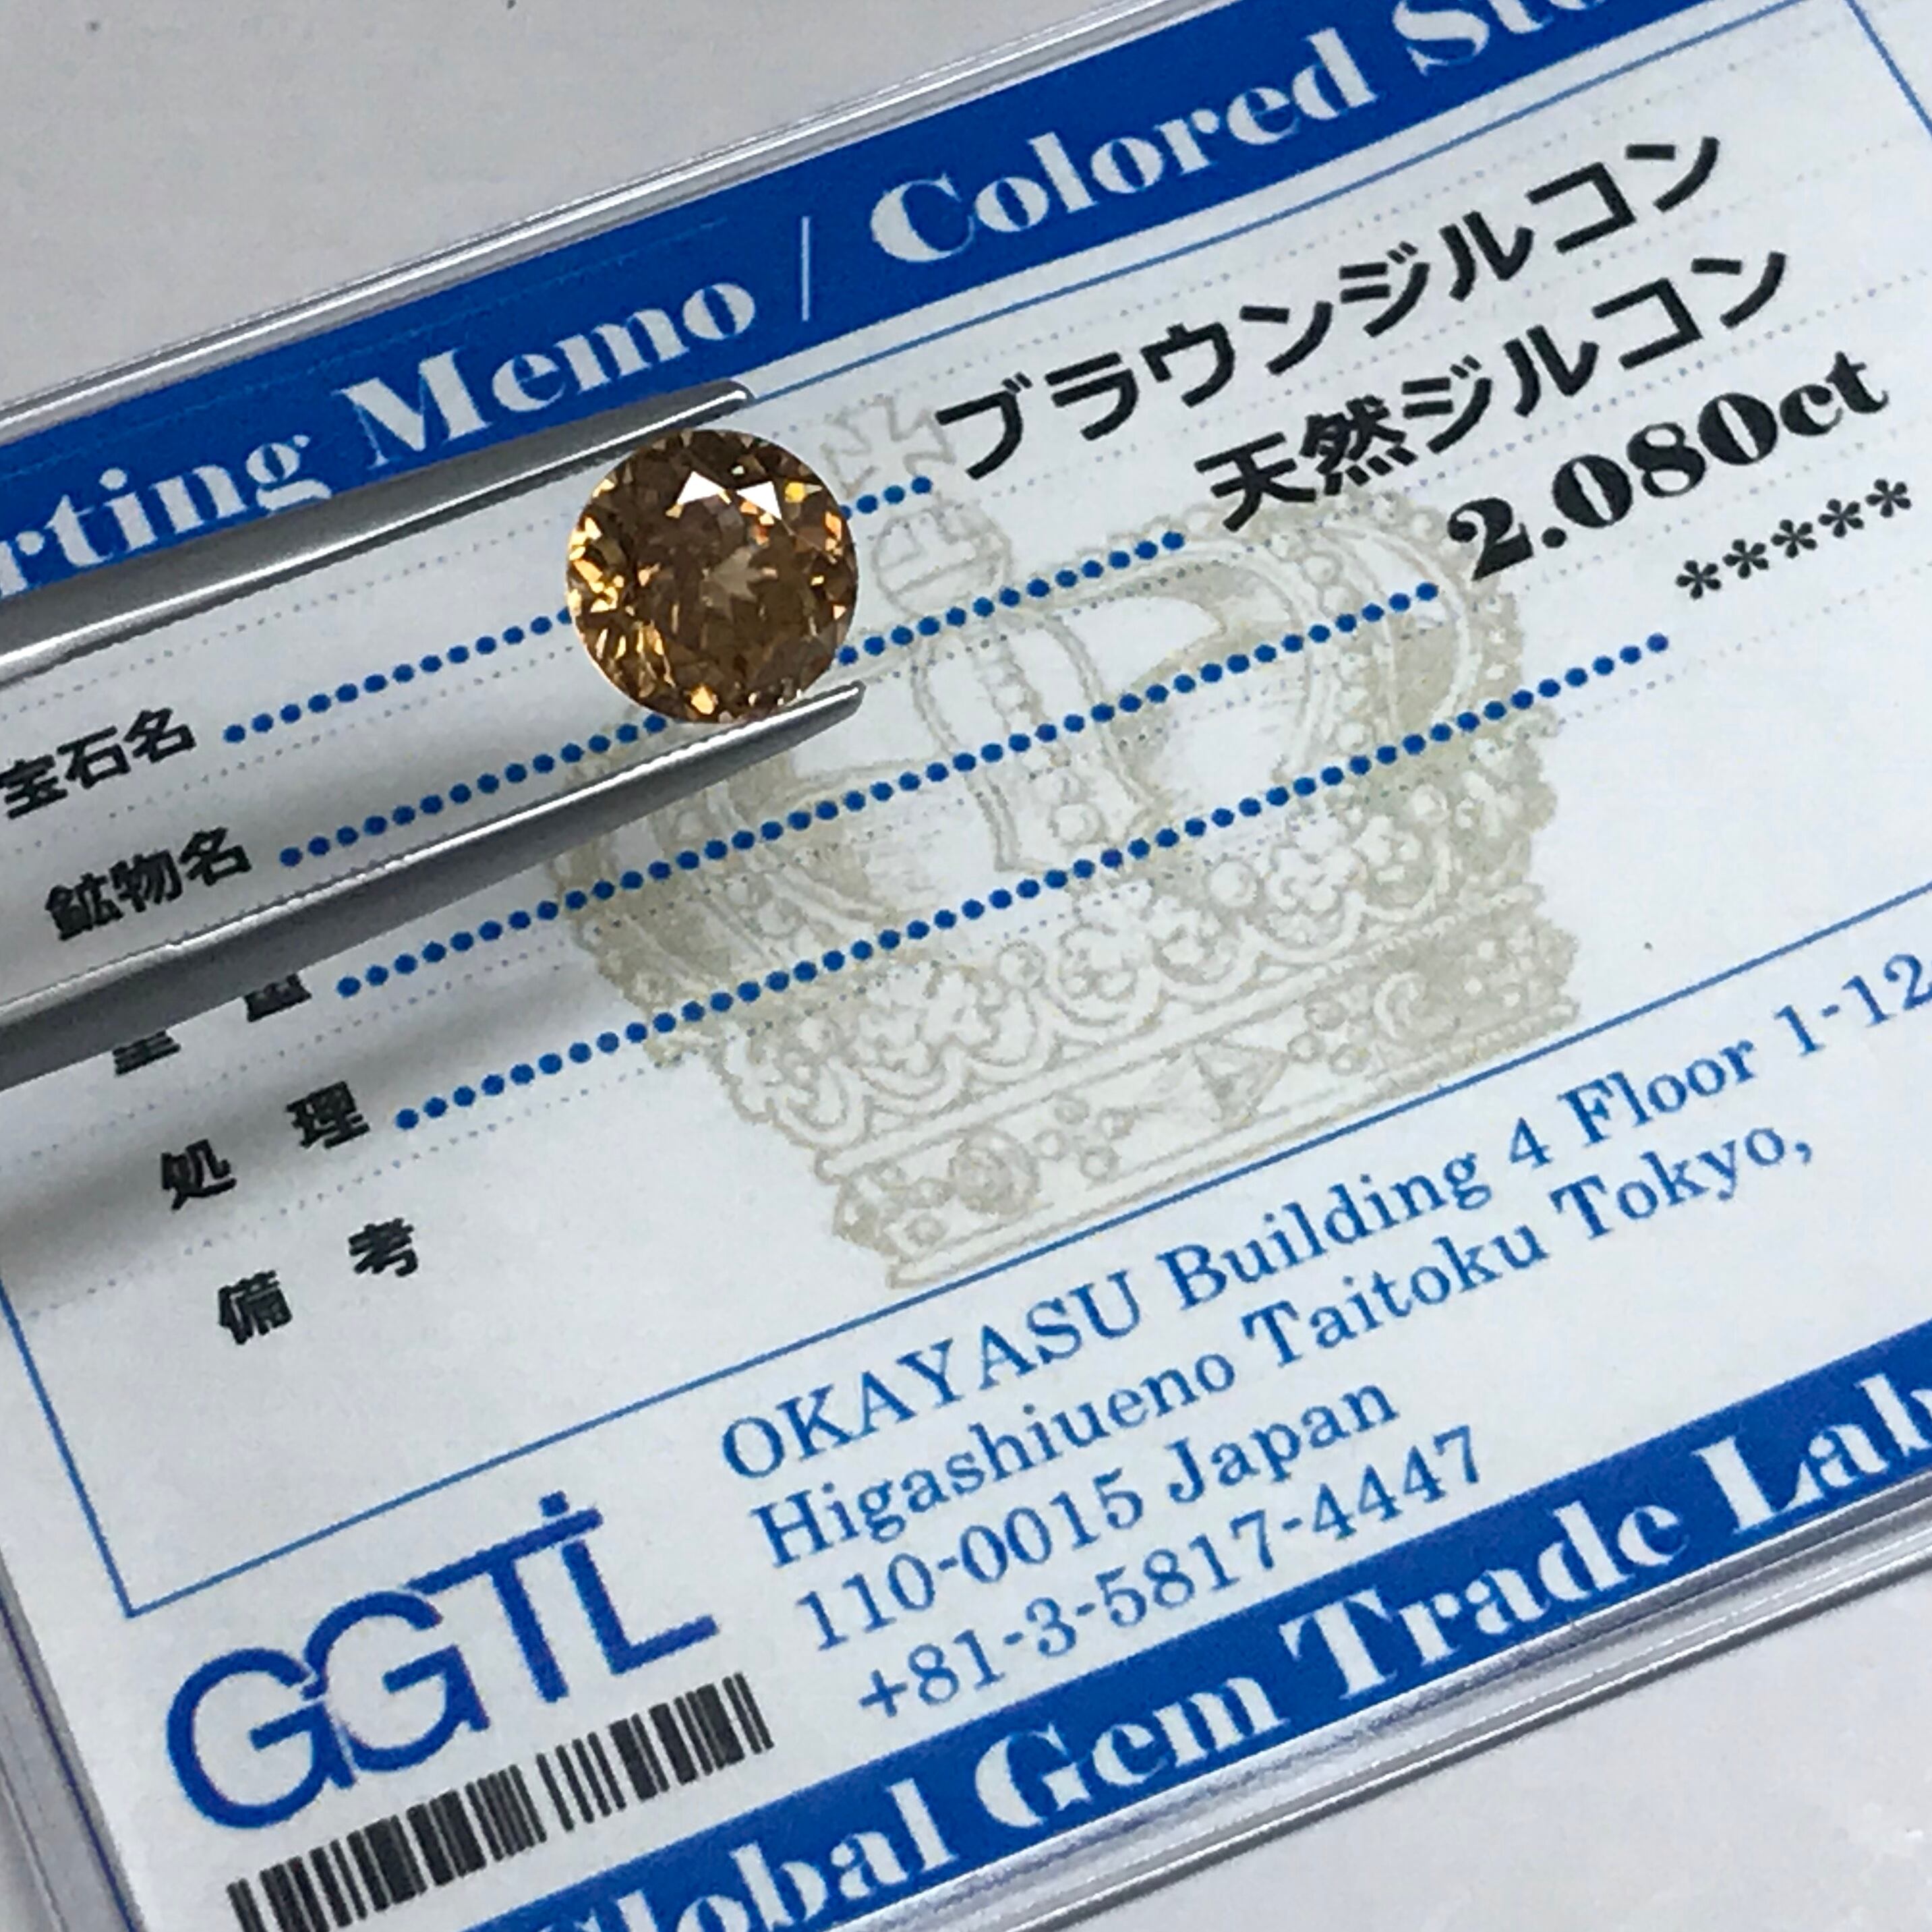 rting Memo / Colored Sto
宝石名 ブラウンジルコン
鉱物名 天然ジルコン
2.080ct
処 理 *****
備 考
OKAYASU Building 4 Floor 1-12
Higashiueno Taitoku Tokyo,
110-0015 Japan
+81-3-5817-4447
GGTL
Global Gem Trade Lab